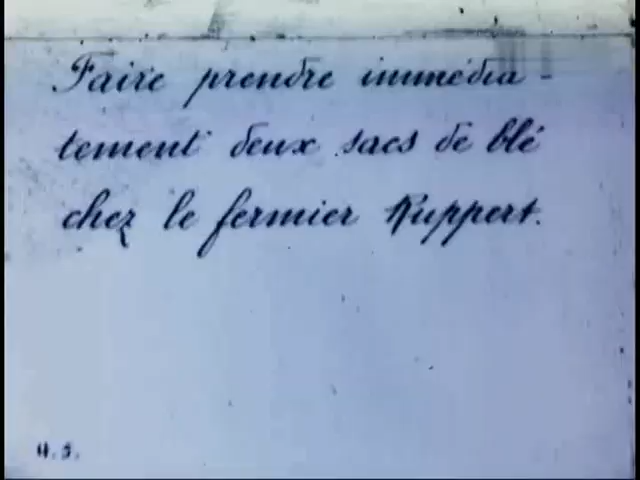 Faire prendre immédia-
tement deux sacs de blé
chez le fermier Ruppert.